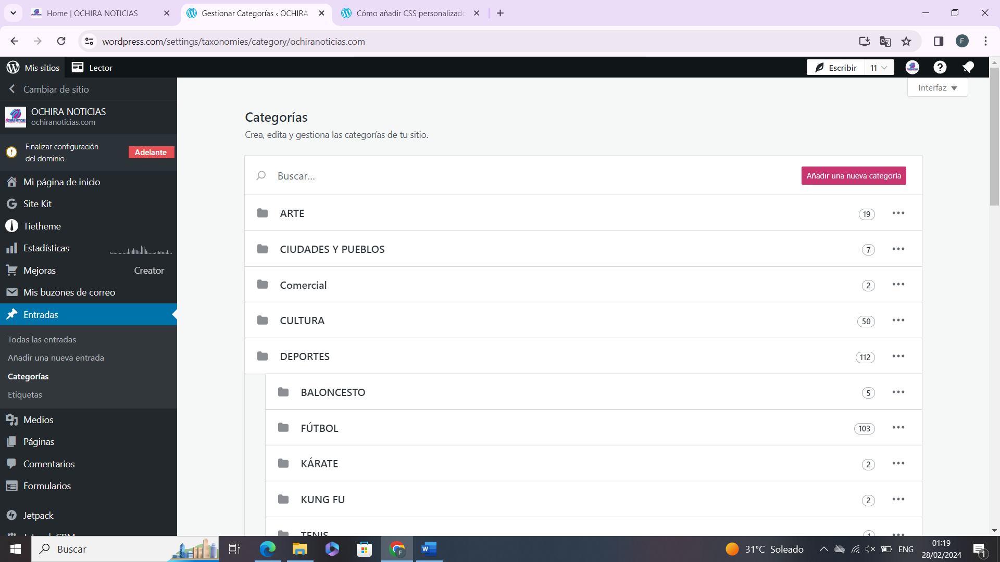 Home | OCHIRA NOTICIAS
Gestionar Categorías ‹ OCHIRA
Cómo añadir CSS personalizado
wordpress.com/settings/taxonomies/category/ochiranoticias.com
F
Mis sitios
Lector
Escribir
11
Cambiar de sitio
Interfaz
OCHIRA NOTICIAS
ochiranoticias.com
Finalizar configuración
del dominio
Adelante
Mi página de inicio
Site Kit
Tietheme
Estadísticas
Mejoras
Creator
Mis buzones de correo
Entradas
Todas las entradas
Añadir una nueva entrada
Categorías
Etiquetas
Medios
Páginas
Comentarios
Formularios
Jetpack
Jetpack CRM
Categorías
Crea, edita y gestiona las categorías de tu sitio.
Buscar...
Añadir una nueva categoría
ARTE
19
CIUDADES Y PUEBLOS
7
Comercial
2
CULTURA
50
DEPORTES
112
BALONCESTO
5
FÚTBOL
103
KÁRATE
2
KUNG FU
2
TENIS
1
Buscar
31°C Soleado
ENG
01:19
28/02/2024
1